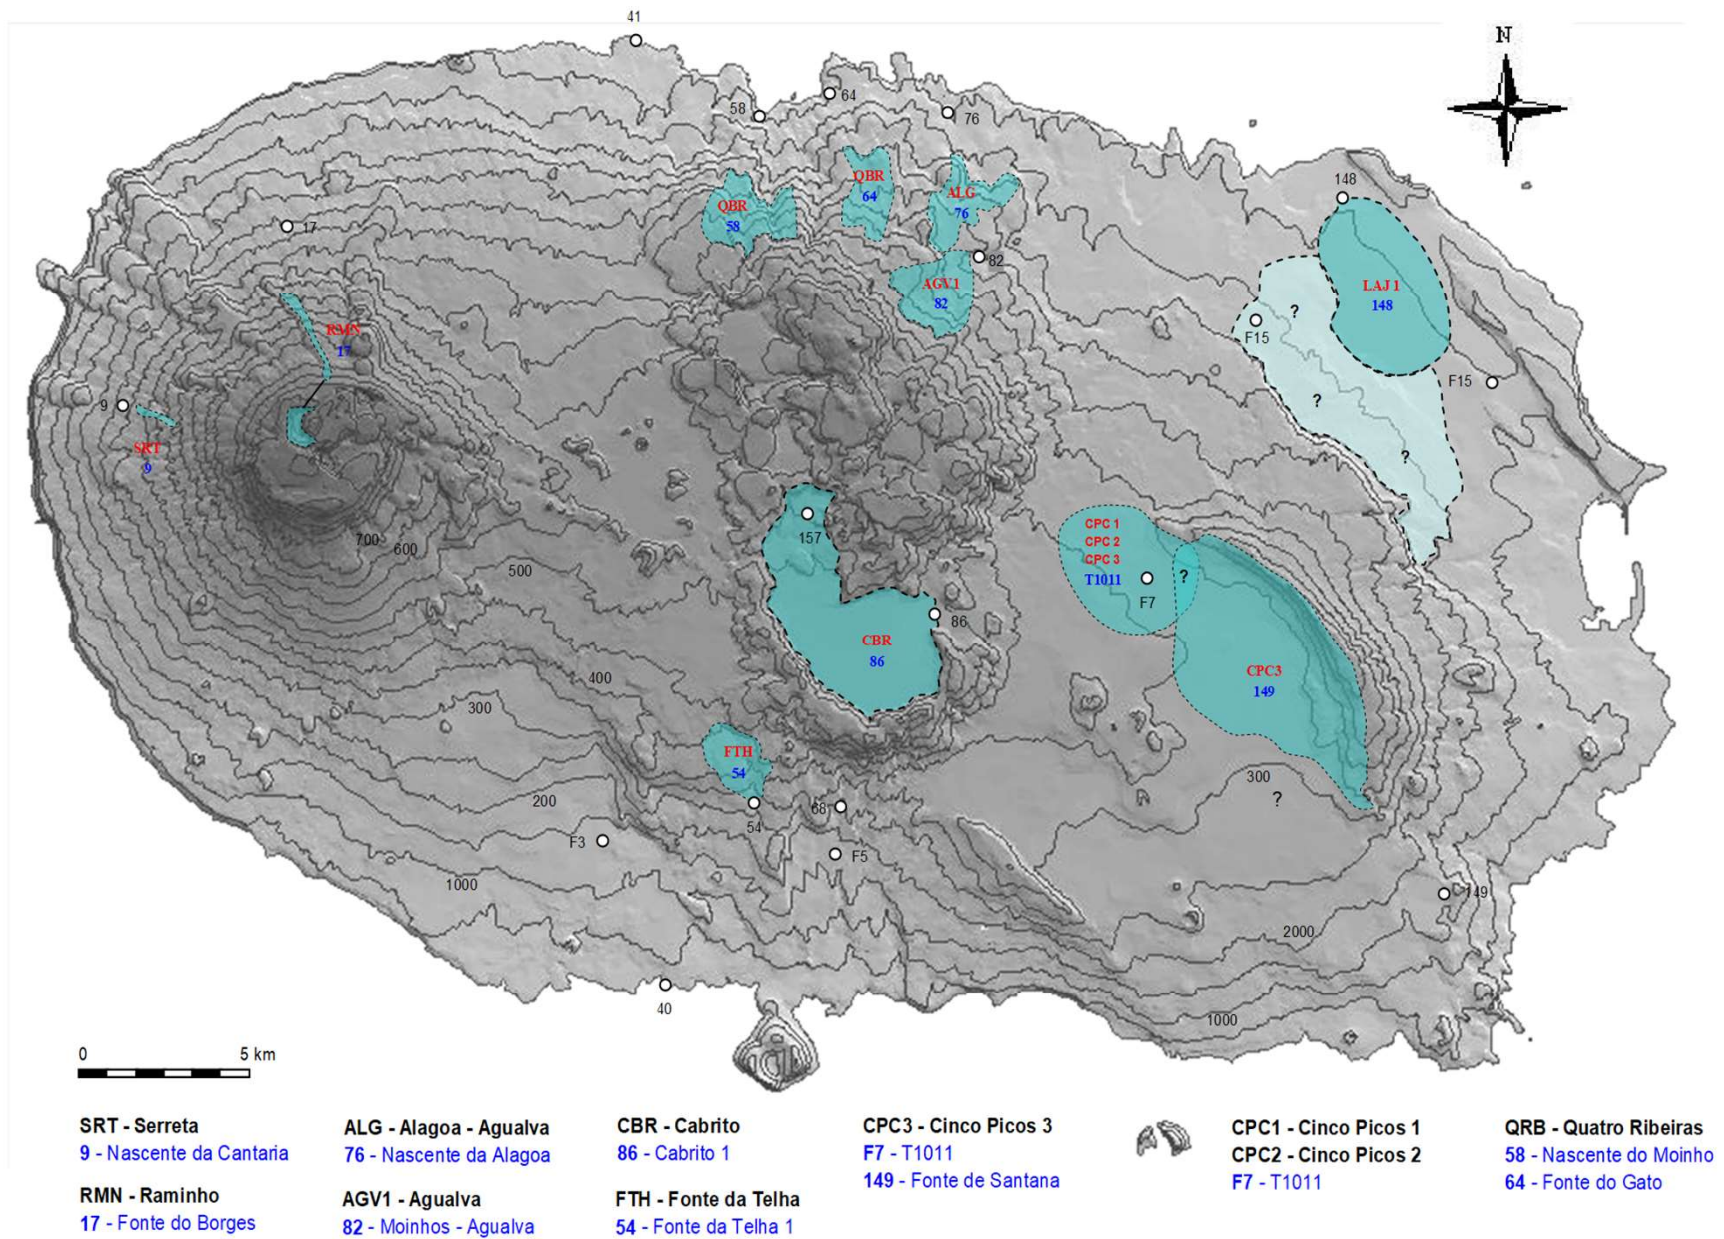 41
N
58
64
76
QBR
64
148
QBR
58
ALG
76
17
82
AGV1
82
LAJ 1
148
?
F15
RMN
17
F15
9
?
SRT
9
?
157
CPC 1
CPC 2
CPC 3
T1011
?
F7
700
600
500
86
CBR
86
CPC3
149
400
300
FTH
54
300
?
200
68
54
F3
F5
1000
149
2000
40
1000
0 5 km
SRT - Serreta
9 - Nascente da Cantaria
RMN - Raminho
17 - Fonte do Borges
ALG - Alagoa - Agualva
76 - Nascente da Alagoa
AGV1 - Agualva
82 - Moinhos - Agualva
CBR - Cabrito
86 - Cabrito 1
FTH - Fonte da Telha
54 - Fonte da Telha 1
CPC3 - Cinco Picos 3
F7 - T1011
149 - Fonte de Santana
CPC1 - Cinco Picos 1
CPC2 - Cinco Picos 2
F7 - T1011
QRB - Quatro Ribeiras
58 - Nascente do Moinho
64 - Fonte do Gato